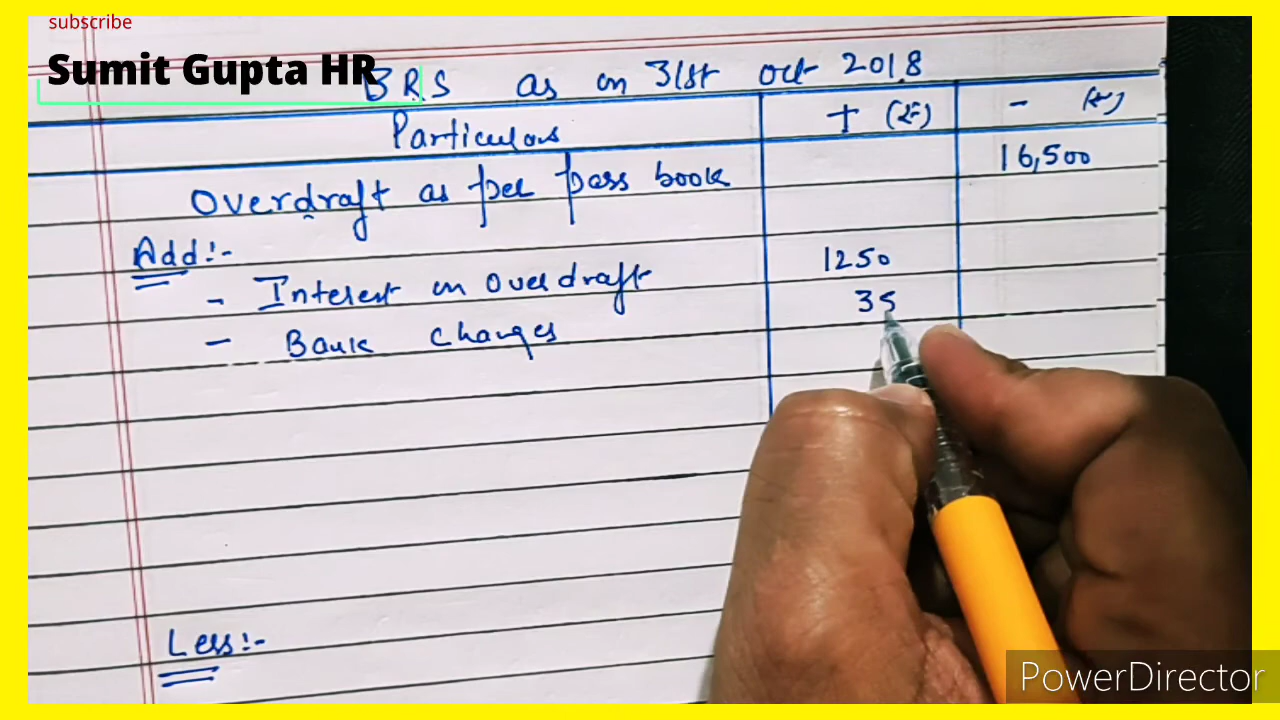 subscribe
Sumit Gupta HR
B.R.S as on 31st Oct 2018
Particulars + (₹) - (₹)
Overdraft as per pass book 16,500
Add:-
- Interest on overdraft 1250
- Bank Charges 35
Less:-
PowerDirector